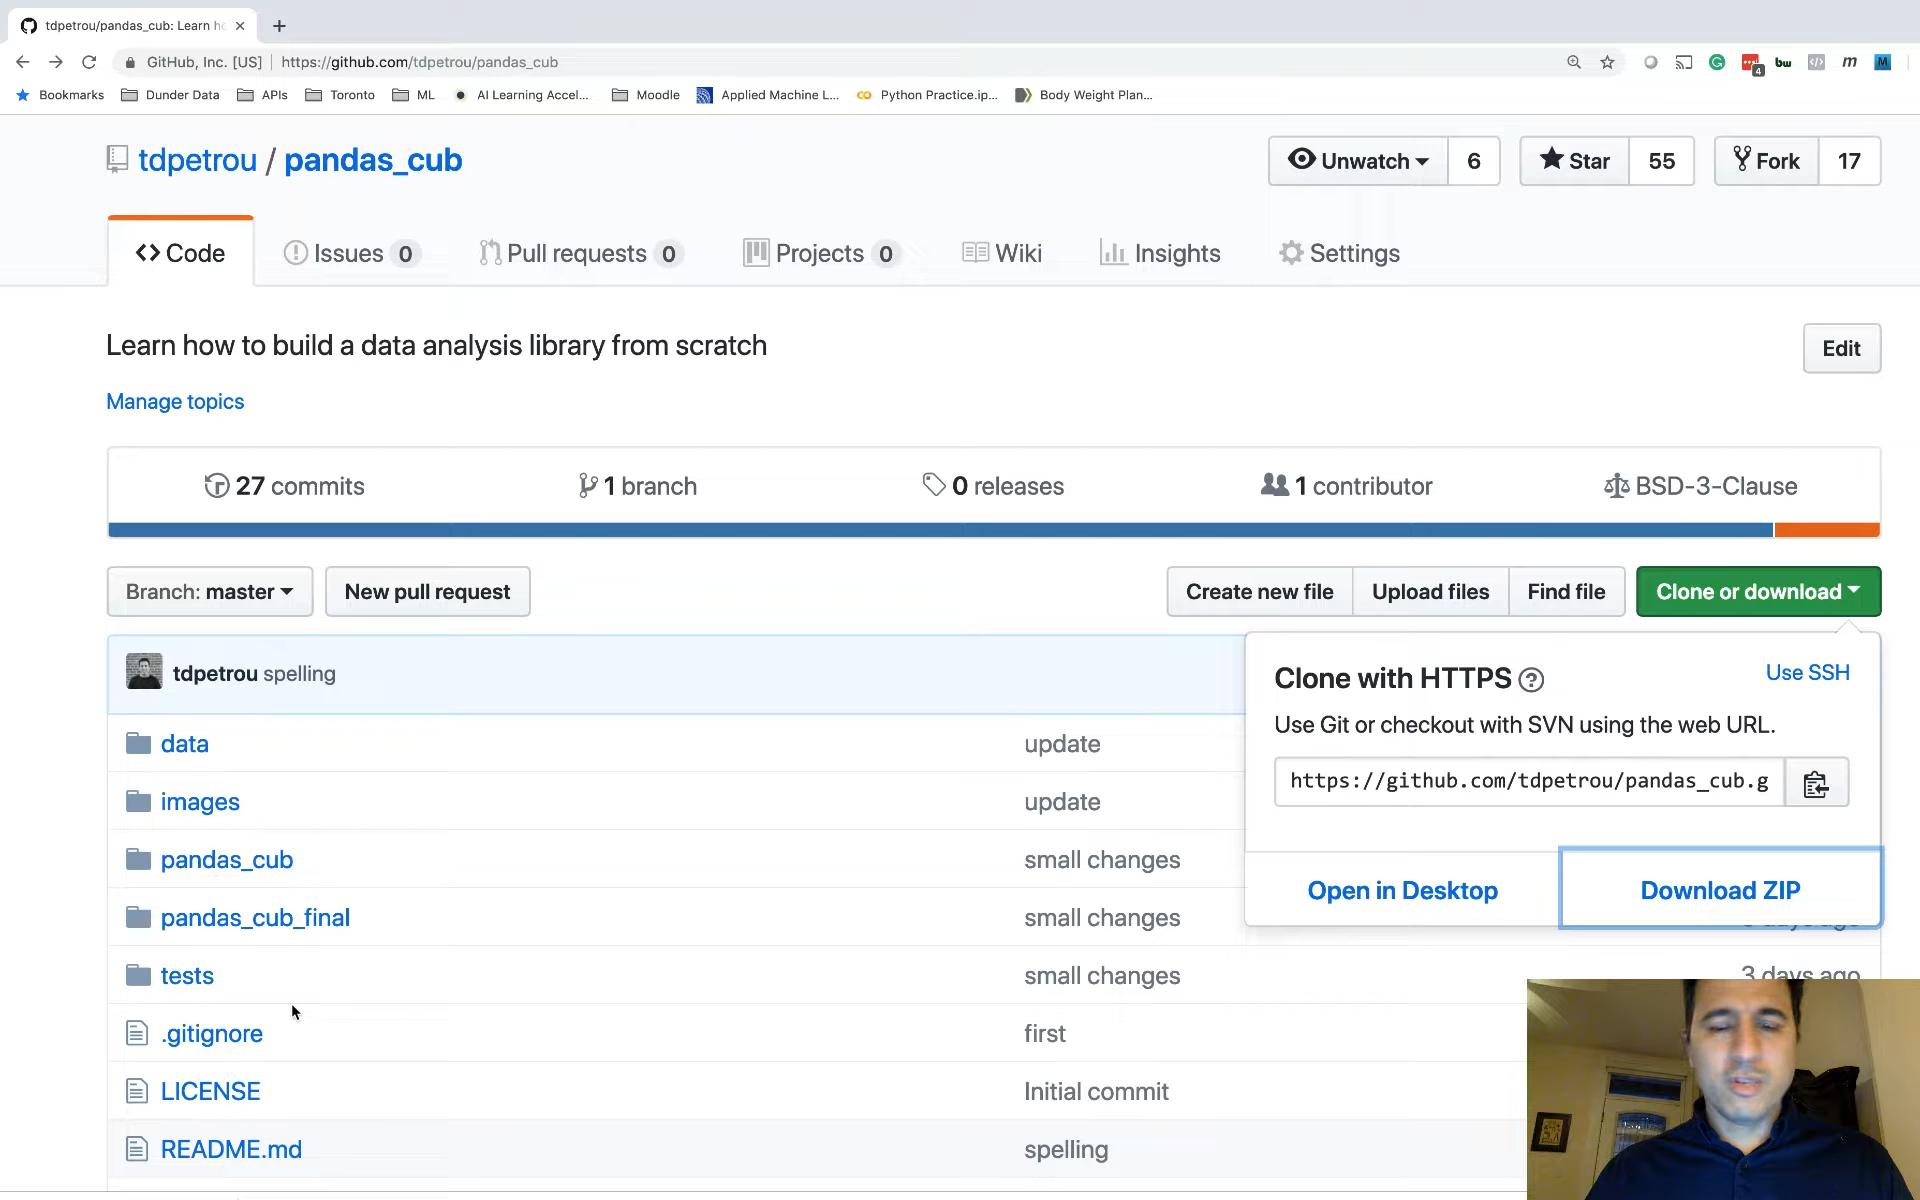 tdpetrou/pandas_cub: Learn h
GitHub, Inc. [US] https://github.com/tdpetrou/pandas_cub
4 bw m M
Bookmarks Dunder Data APIs Toronto ML AI Learning Accel... Moodle Applied Machine L... Python Practice.ip... Body Weight Plan...
tdpetrou / pandas_cub
Unwatch 6 Star 55 Fork 17
Code Issues 0 Pull requests 0 Projects 0 Wiki Insights Settings
Learn how to build a data analysis library from scratch
Edit
Manage topics
27 commits 1 branch 0 releases 1 contributor BSD-3-Clause
Branch: master New pull request Create new file Upload files Find file Clone or download
tdpetrou spelling
Clone with HTTPS ? Use SSH
Use Git or checkout with SVN using the web URL.
https://github.com/tdpetrou/pandas_cub.g
Open in Desktop Download ZIP
data update
images update
pandas_cub small changes
pandas_cub_final small changes
days ago
tests small changes 3 days ago
.gitignore first
LICENSE Initial commit
README.md spelling